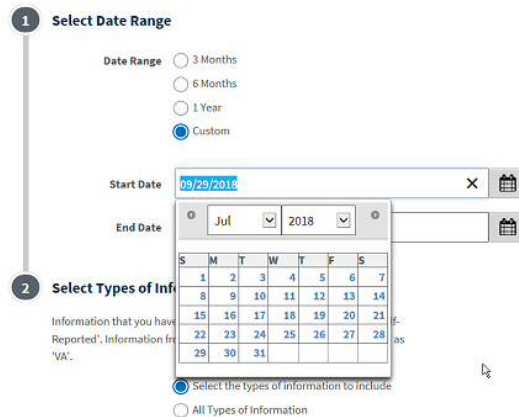 1 Select Date Range
Date Range
3 Months
6 Months
1 Year
Custom
Start Date 09/29/2018
End Date
Jul 2018
S M T W T F S
1 2 3 4 5 6 7
8 9 10 11 12 13 14
15 16 17 18 19 20 21
22 23 24 25 26 27 28
29 30 31
2 Select Types of Inf
Information that you have f-
Reported'. Information fr as
'VA'.
Select the types of information to include
All Types of Information